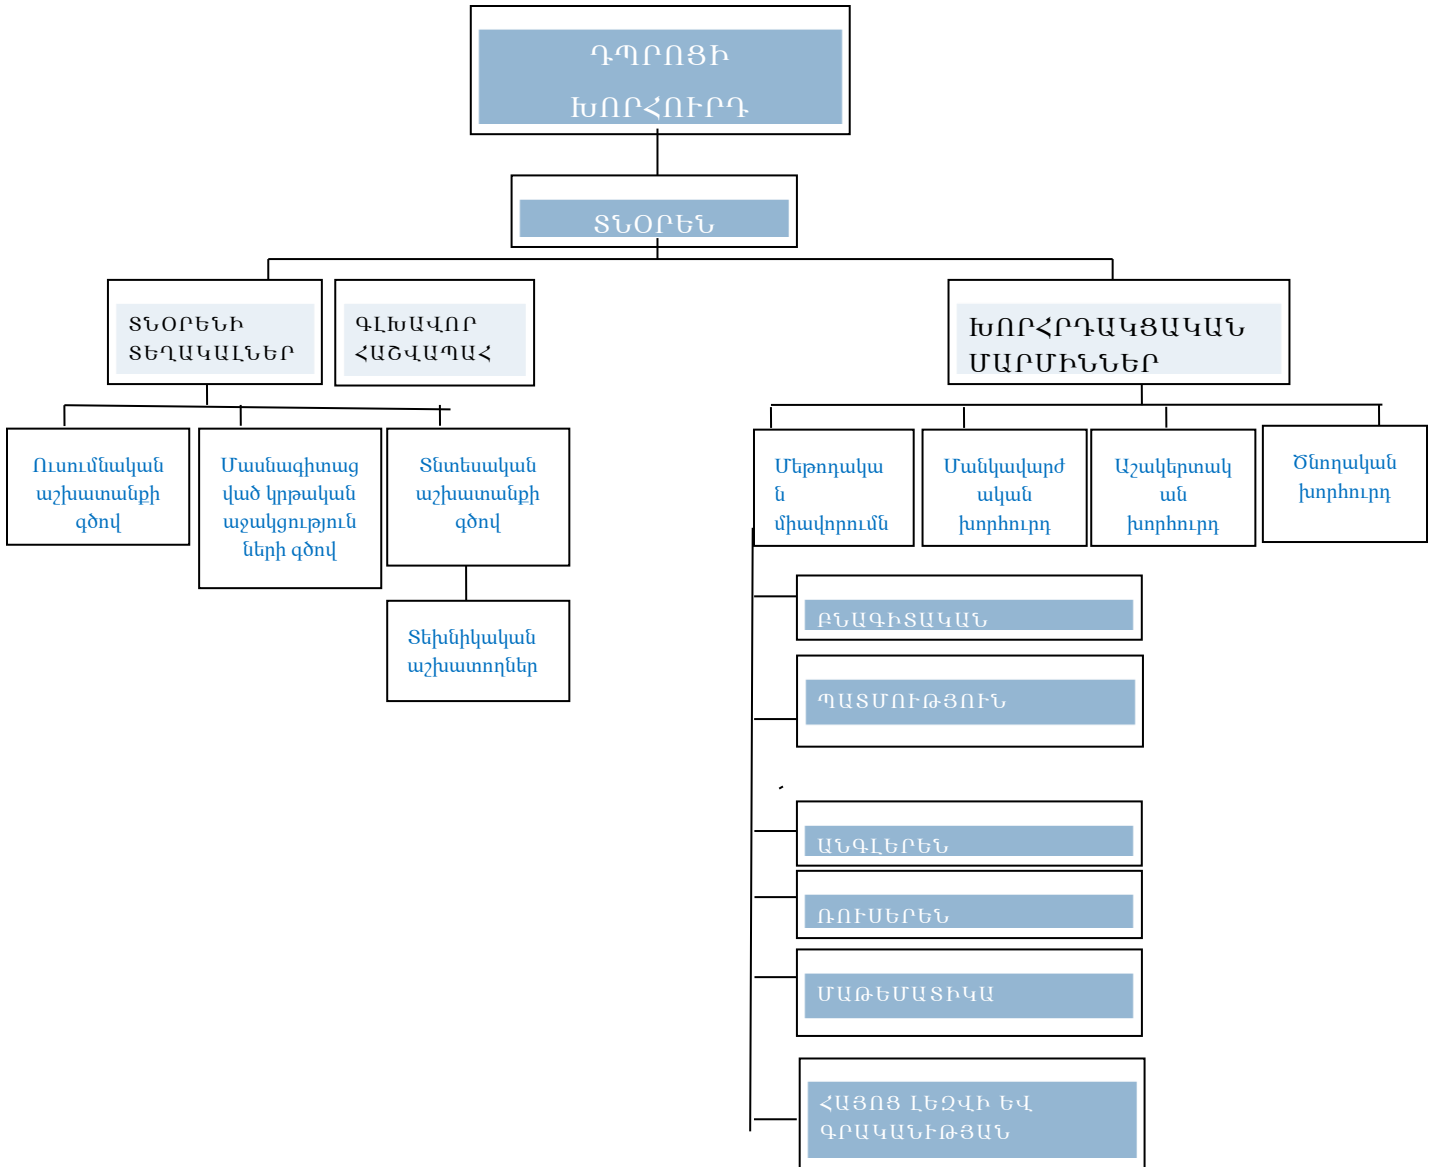 ԴՊՐՈՑԻ
ԽՈՐՀՈՒՐԴ
ՏՆՕՐԵՆ
ՏՆՕՐԵՆԻ
ՏԵՂԱԿԱԼՆԵՐ
ԳԼԽԱՎՈՐ
ՀԱՇՎԱՊԱՀ
ԽՈՐՀՐԴԱԿՑԱԿԱՆ
ՄԱՐՄԻՆՆԵՐ
Ուսումնական
աշխատանքի
գծով
Մասնագիտաց
ված կրթական
աջակցություն
ների գծով
Տնտեսական
աշխատանքի
գծով
Տեխնիկական
աշխատողներ
Մեթոդակա
ն
միավորումն
Մանկավարժ
ական
խորհուրդ
Աշակերտակ
ան
խորհուրդ
Ծնողական
խորհուրդ
ԲՆԱԳԻՏԱԿԱՆ
ՊԱՏՄՈՒԹՅՈՒՆ
ԱՆԳԼԵՐԵՆ
ՌՈՒՍԵՐԵՆ
ՄԱԹԵՄԱՏԻԿԱ
ՀԱՅՈՑ ԼԵԶՎԻ ԵՎ
ԳՐԱԿԱՆՒԹՅԱՆ